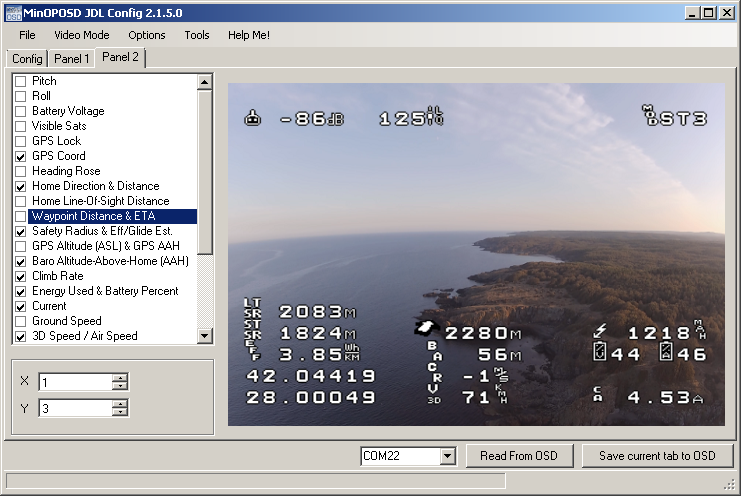 OSD MinOPOSD JDL Config 2.1.5.0
File Video Mode Options Tools Help Me!
Config Panel 1 Panel 2
Pitch
Roll
Battery Voltage
Visible Sats
GPS Lock
GPS Coord
Heading Rose
Home Direction & Distance
Home Line-Of-Sight Distance
Waypoint Distance & ETA
Safety Radius & Eff/Glide Est.
GPS Altitude (ASL) & GPS AAH
Baro Altitude-Above-Home (AAH)
Climb Rate
Energy Used & Battery Percent
Current
Ground Speed
3D Speed / Air Speed
X 1
Y 3
-86dB 125 LQ MD ST3
LT SR 2083M
ST SR 1824M 2280M 1218 MAH
EFF 3.85 Wh KM BA 56M 44 46
42.04419 CR -1 M/S
28.00049 V 3D 71 KMH CA 4.53A
COM22 Read From OSD Save current tab to OSD